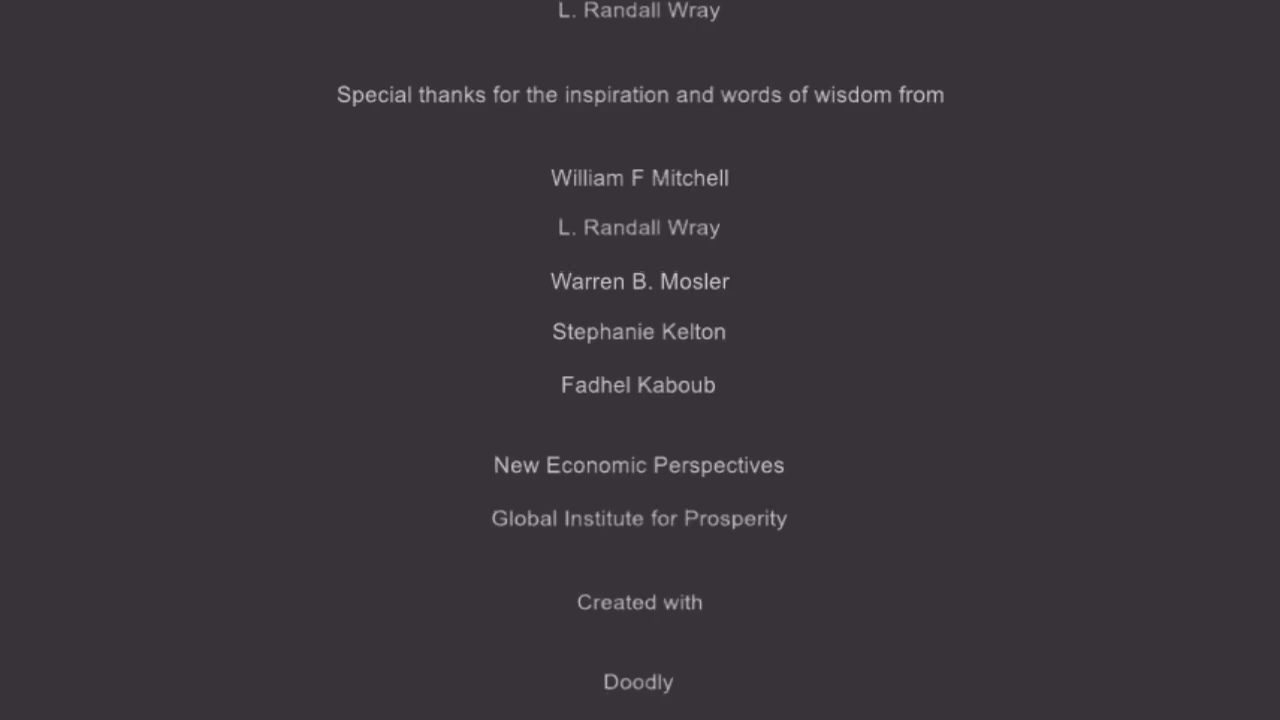 L. Randall Wray
Special thanks for the inspiration and words of wisdom from
William F Mitchell
L. Randall Wray
Warren B. Mosler
Stephanie Kelton
Fadhel Kaboub
New Economic Perspectives
Global Institute for Prosperity
Created with
Doodly